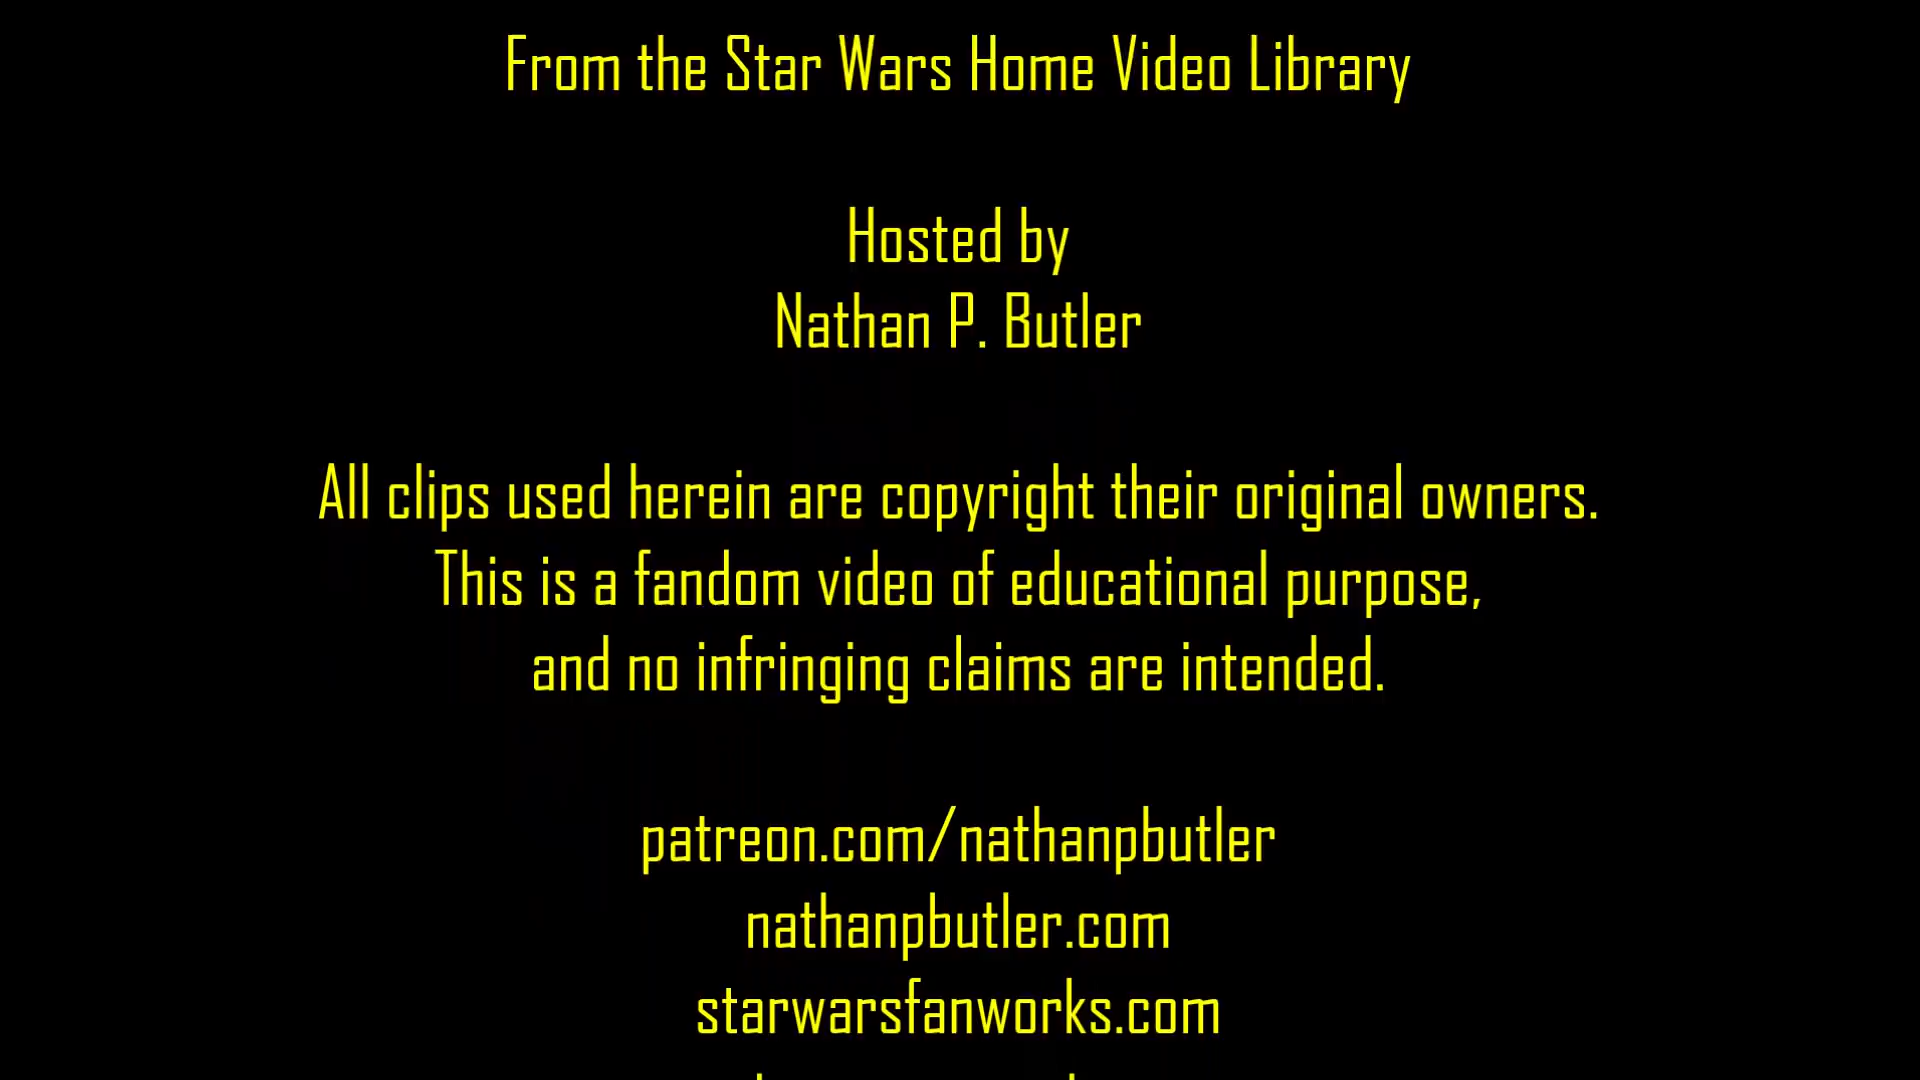 From the Star Wars Home Video Library
Hosted by
Nathan P. Butler
All clips used herein are copyright their original owners.
This is a fandom video of educational purpose,
and no infringing claims are intended.
patreon.com/nathanpbutler
nathanpbutler.com
starwarsfanworks.com